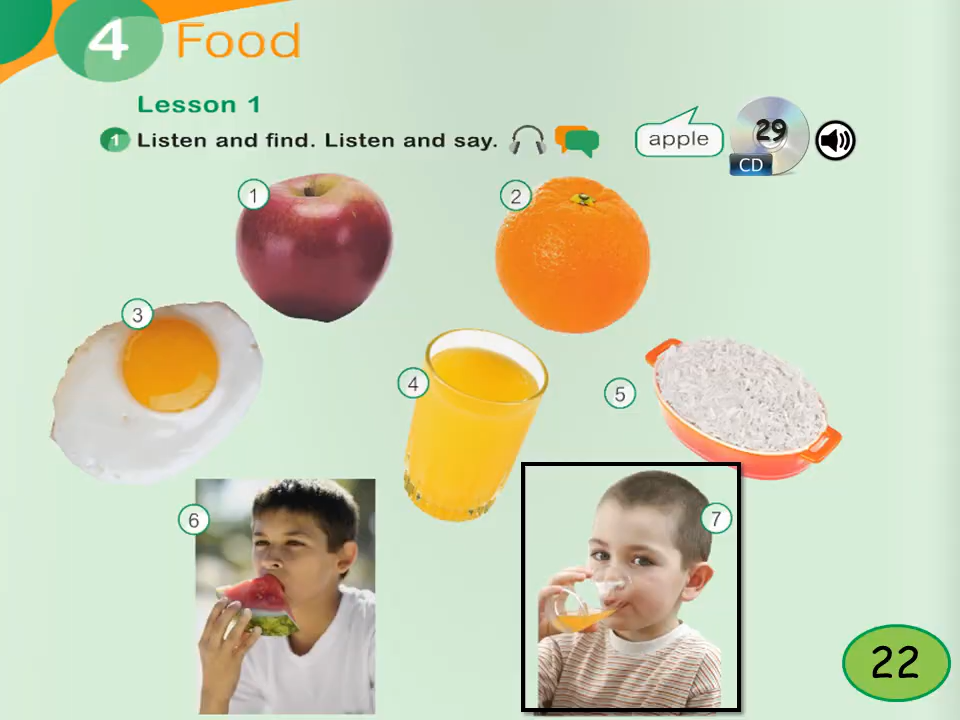 4 Food
Lesson 1
1 Listen and find. Listen and say.
apple
29
CD
1
2
3
4
5
6
7
22